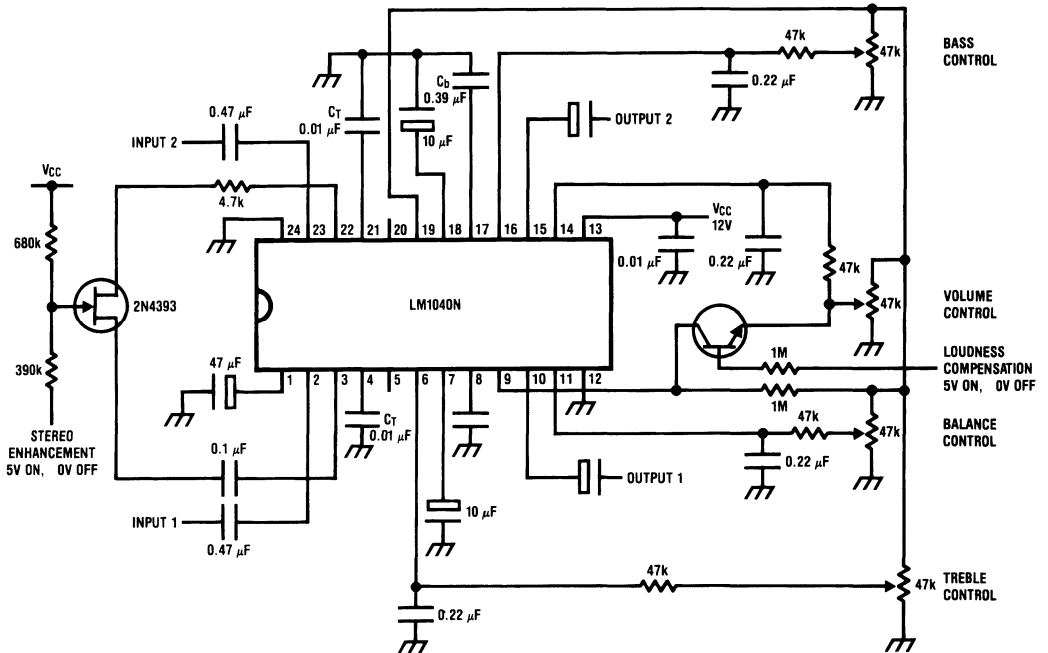 47k
47k
BASS
CONTROL
0.22 µF
C_b
0.39 µF
C_T
0.01 µF
10 µF
0.47 µF
INPUT 2
OUTPUT 2
V_CC
4.7k
680k
24 23 22 21 20 19 18 17 16 15 14 13
V_CC
12V
0.01 µF
0.22 µF
47k
47k
VOLUME
CONTROL
2N4393
LM1040N
390k
47 µF
1 2 3 4 5 6 7 8 9 10 11 12
1M
LOUDNESS
COMPENSATION
5V ON, 0V OFF
1M
C_T
0.01 µF
47k
47k
BALANCE
CONTROL
0.22 µF
STEREO
ENHANCEMENT
5V ON, 0V OFF
0.1 µF
OUTPUT 1
10 µF
INPUT 1
0.47 µF
47k
47k
TREBLE
CONTROL
0.22 µF